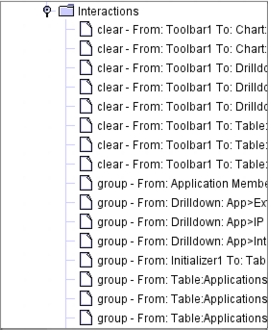 Interactions
clear - From: Toolbar1 To: Chart:
clear - From: Toolbar1 To: Chart:
clear - From: Toolbar1 To: Drilldo
clear - From: Toolbar1 To: Drilldo
clear - From: Toolbar1 To: Drilldo
clear - From: Toolbar1 To: Table:
clear - From: Toolbar1 To: Table:
clear - From: Toolbar1 To: Table:
group - From: Application Membe
group - From: Drilldown: App>Ex
group - From: Drilldown: App>IP
group - From: Drilldown: App>Int
group - From: Initializer1 To: Tab
group - From: Table:Applications
group - From: Table:Applications
group - From: Table:Applications